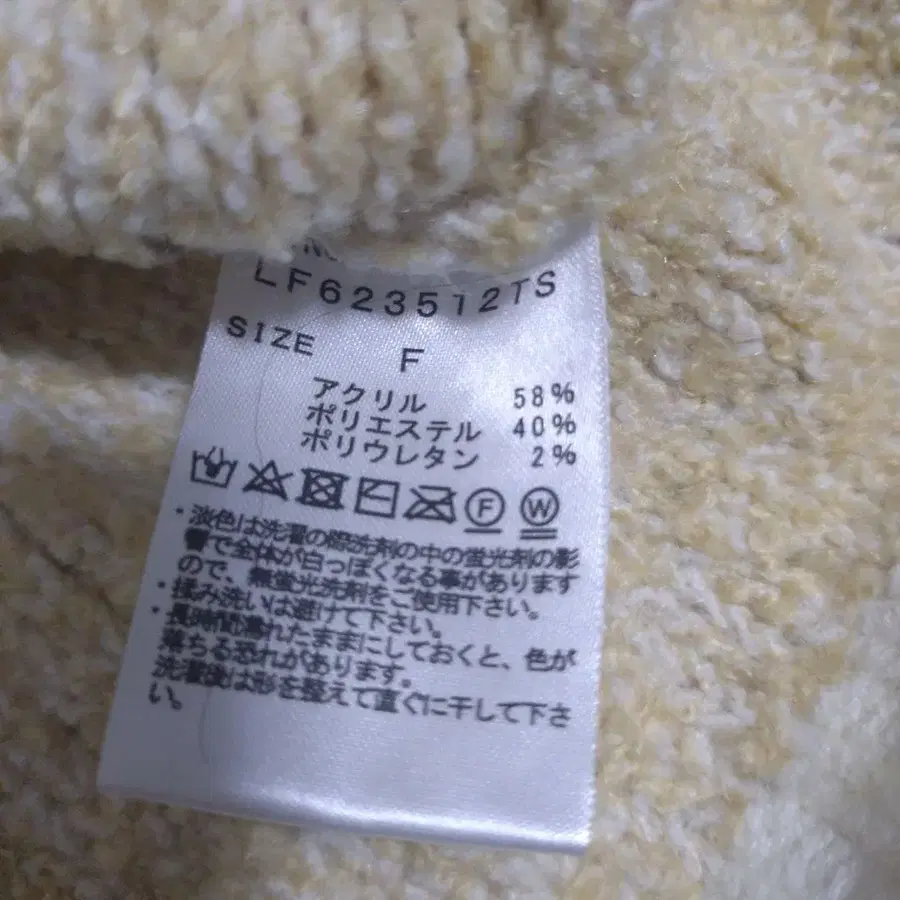 LF623512TS
SIZE F
アクリル 58%
ポリエステル 40%
ポリウレタン 2%
F W
・淡色は洗濯の際洗剤の中の蛍光剤の影
響で全体が白っぽくなる事があります
ので、無蛍光洗剤をご使用下さい。
・揉み洗いは避けて下さい。
・長時間濡れたままにしておくと、色が
落ちる恐れがあります。
洗濯後は形を整えて直ぐに干して下さ
い。